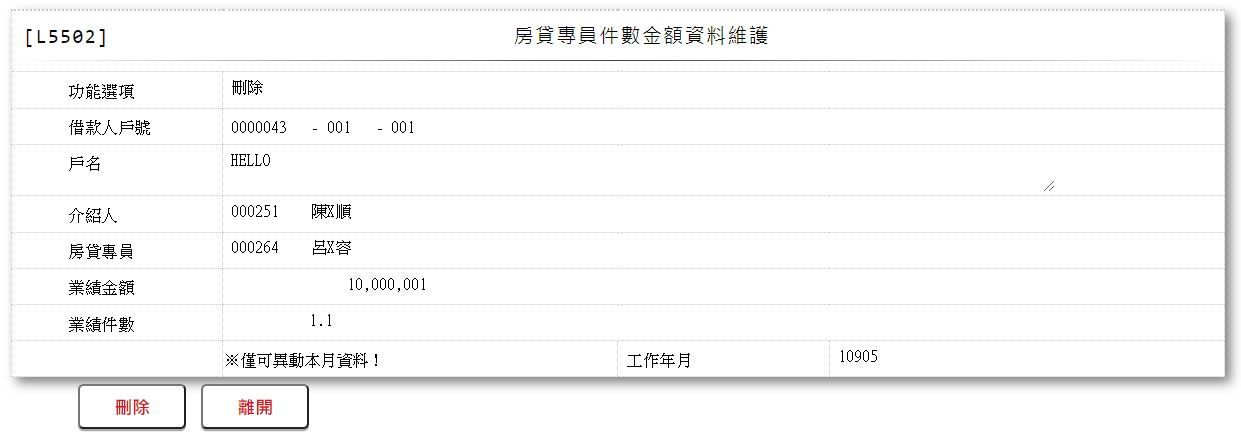 [L5502] 房貸專員件數金額資料維護
功能選項 刪除
借款人戶號 0000043 - 001 - 001
戶名 HELLO
介紹人 000251 陳X順
房貸專員 000264 呂X容
業績金額 10,000,001
業績件數 1.1
※僅可異動本月資料！ 工作年月 10905
刪除 離開